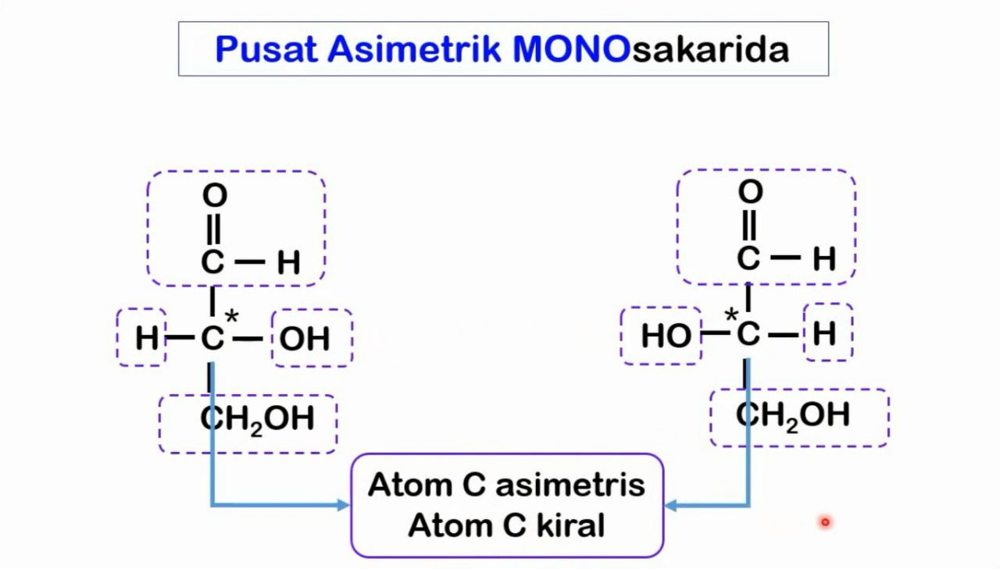 Pusat Asimetrik MONOsakarida
O
C — H
H — C* — OH
CH₂OH
O
C — H
HO — *C — H
CH₂OH
Atom C asimetris
Atom C kiral